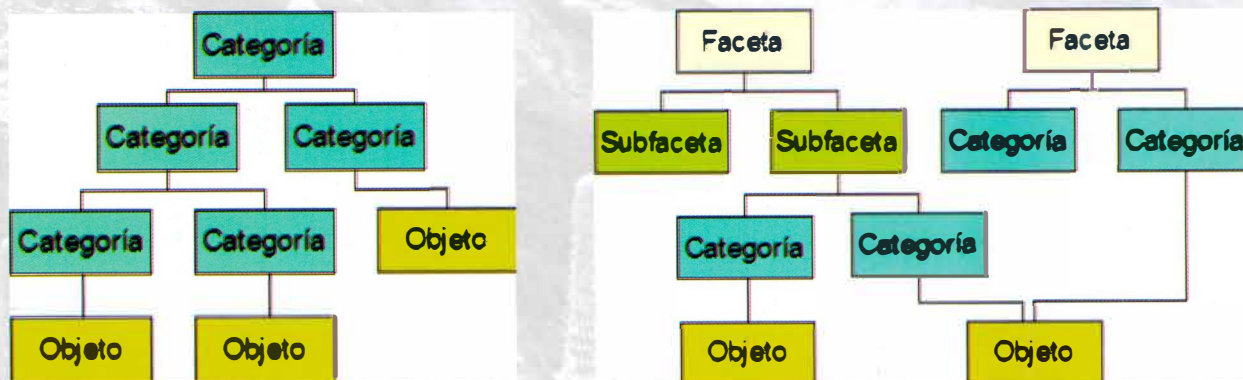 Categoría
Categoría Categoría
Categoría Categoría Objeto
Objeto Objeto
Faceta Faceta
Subfaceta Subfaceta Categoría Categoría
Categoría Categoría
Objeto Objeto